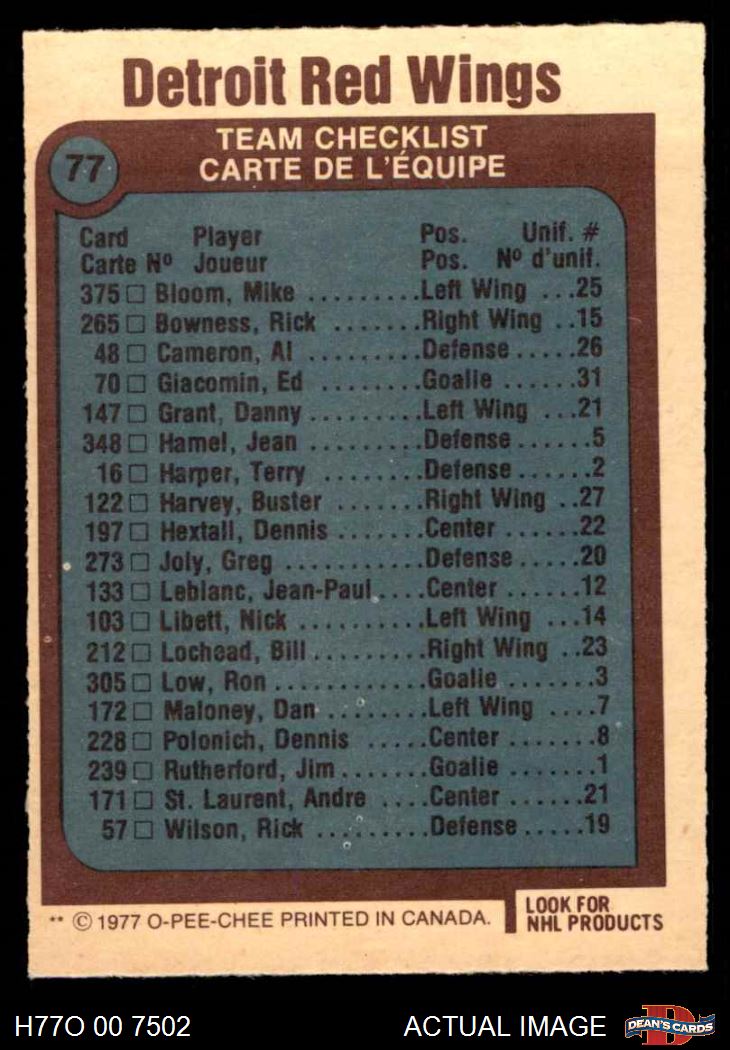 Detroit Red Wings
77
TEAM CHECKLIST
CARTE DE L'ÉQUIPE
Card Player Pos. Unif. #
Carte Nº Joueur Pos. Nº d'unif.
375 □ Bloom, Mike .........Left Wing ...25
265 □ Bowness, Rick .......Right Wing ..15
48 □ Cameron, Al .........Defense.....26
70 □ Giacomin, Ed ........Goalie ......31
147 □ Grant, Danny.........Left Wing ...21
348 □ Hamel, Jean .........Defense......5
16 □ Harper, Terry .......Defense......2
122 □ Harvey, Buster .......Right Wing ..27
197 □ Hextall, Dennis ......Center ......22
273 □ Joly, Greg ...........Defense.....20
133 □ Leblanc, Jean-Paul....Center ......12
103 □ Libett, Nick .........Left Wing ...14
212 □ Lochead, Bill.........Right Wing ..23
305 □ Low, Ron ............Goalie .......3
172 □ Maloney, Dan ........Left Wing ....7
228 □ Polonich, Dennis .....Center .......8
239 □ Rutherford, Jim.......Goalie .......1
171 □ St. Laurent, Andre ....Center ......21
57 □ Wilson, Rick .........Defense.....19
** © 1977 O-PEE-CHEE PRINTED IN CANADA.
LOOK FOR
NHL PRODUCTS
H77O 00 7502 ACTUAL IMAGE D DEAN'S CARDS